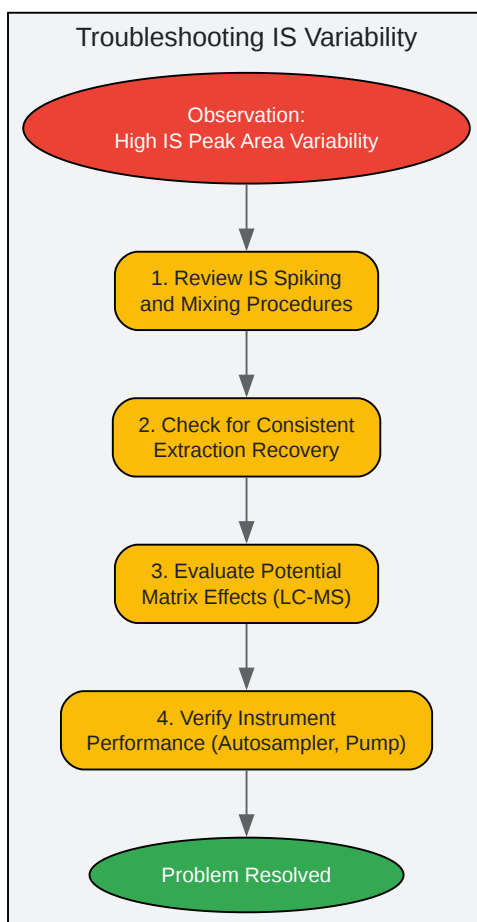 Troubleshooting IS Variability
Observation:
High IS Peak Area Variability
1. Review IS Spiking
and Mixing Procedures
2. Check for Consistent
Extraction Recovery
3. Evaluate Potential
Matrix Effects (LC-MS)
4. Verify Instrument
Performance (Autosampler, Pump)
Problem Resolved